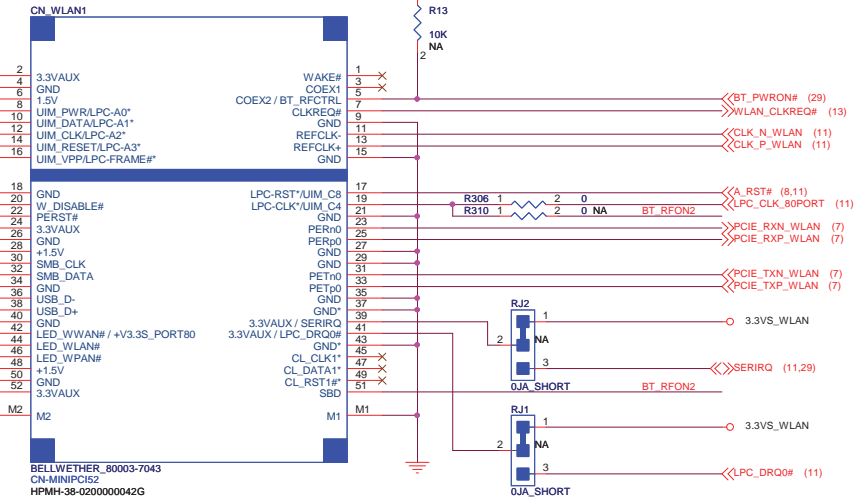 CN_WLAN1
R13
10K
NA
2
2 3.3VAUX WAKE# 1
4 GND COEX1 3
6 1.5V COEX2 / BT_RFCTRL 5 BT_PWRON# (29)
8 UIM_PWR/LPC-A0* CLKREQ# 7 WLAN_CLKREQ# (13)
10 UIM_DATA/LPC-A1* GND 9
12 UIM_CLK/LPC-A2* REFCLK- 11 CLK_N_WLAN (11)
14 UIM_RESET/LPC-A3* REFCLK+ 13 CLK_P_WLAN (11)
16 UIM_VPP/LPC-FRAME#* GND 15
18 GND LPC-RST*/UIM_C8 17 A_RST# (8,11)
20 W_DISABLE# LPC-CLK*/UIM_C4 19 R306 1 2 0 LPC_CLK_80PORT (11)
22 PERST# GND 21 R310 1 2 0 NA BT_RFON2
24 3.3VAUX PERn0 23 PCIE_RXN_WLAN (7)
26 GND PERp0 25 PCIE_RXP_WLAN (7)
28 +1.5V GND 27
30 SMB_CLK GND 29
32 SMB_DATA PETn0 31 PCIE_TXN_WLAN (7)
34 GND PETp0 33 PCIE_TXP_WLAN (7)
36 USB_D- GND 35
38 USB_D+ GND* 37
RJ2
40 GND 3.3VAUX / SERIRQ 39 1 3.3VS_WLAN
42 LED_WWAN# / +V3.3S_PORT80 3.3VAUX / LPC_DRQ0# 41
44 LED_WLAN# GND* 43 2 NA
46 LED_WPAN# CL_CLK1* 45
48 +1.5V CL_DATA1* 47 3 SERIRQ (11,29)
50 GND CL_RST1#* 49
52 3.3VAUX SBD 51 0JA_SHORT BT_RFON2
M2 M2 M1 M1
RJ1
1 3.3VS_WLAN
2 NA
3 LPC_DRQ0# (11)
0JA_SHORT
BELLWETHER_80003-7043
CN-MINIPCI52
HPMH-38-0200000042G